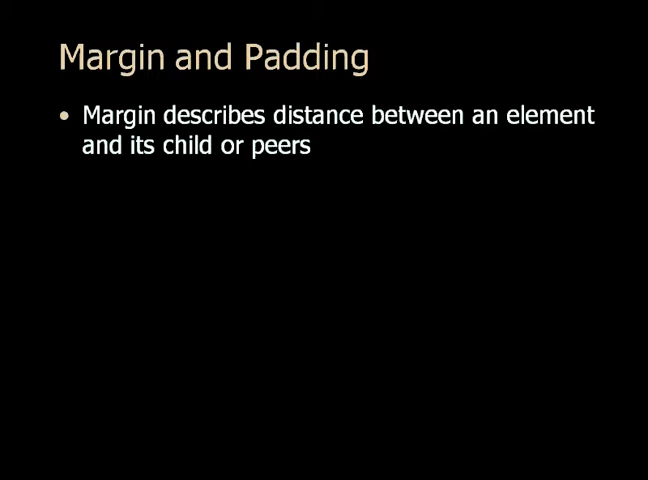 Margin and Padding
• Margin describes distance between an element
and its child or peers